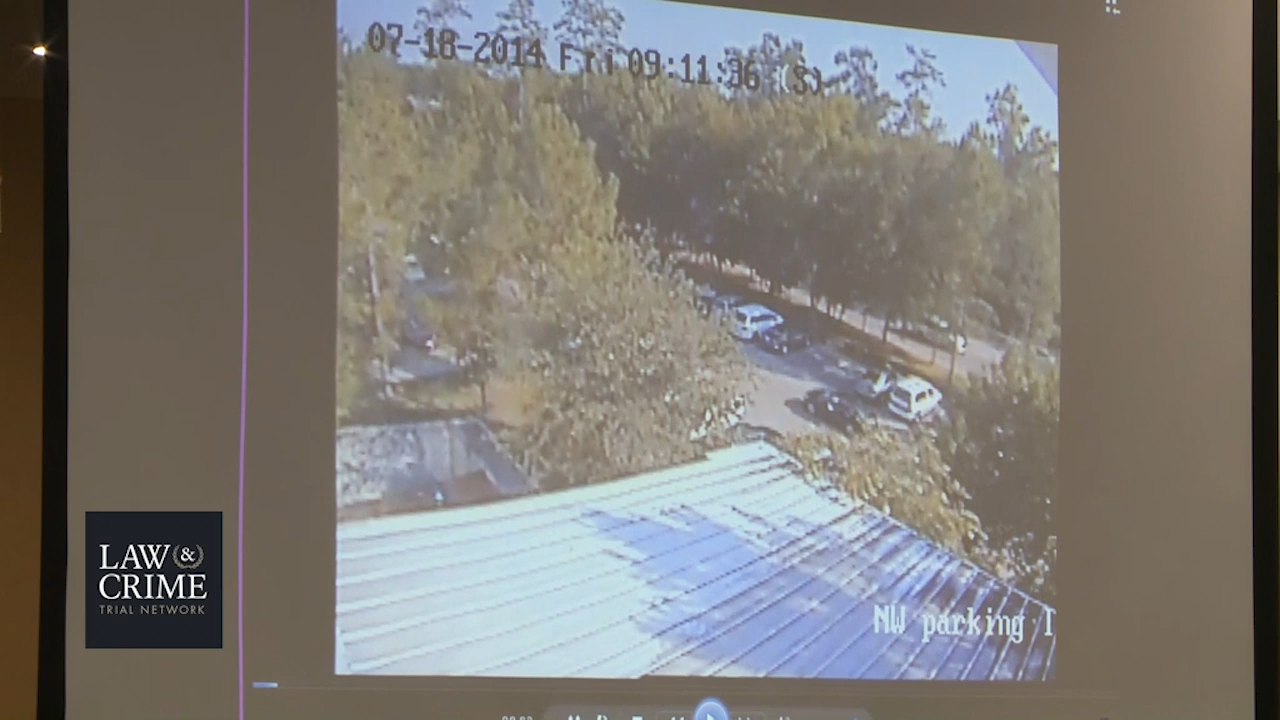 07-18-2014 Fri 09:11:36 (S)
LAW &
CRIME
TRIAL NETWORK
NW parking